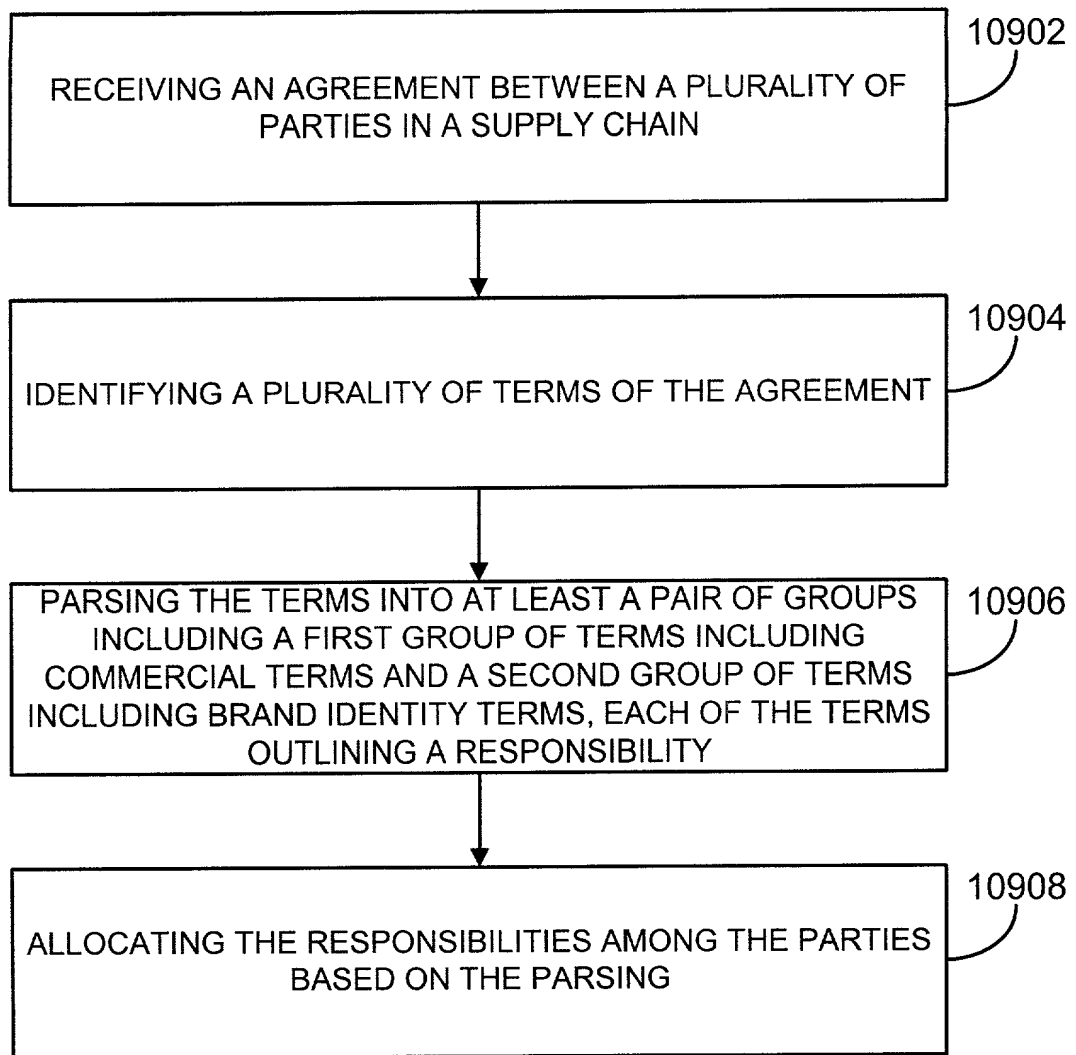 10902
RECEIVING AN AGREEMENT BETWEEN A PLURALITY OF
PARTIES IN A SUPPLY CHAIN
10904
IDENTIFYING A PLURALITY OF TERMS OF THE AGREEMENT
10906
PARSING THE TERMS INTO AT LEAST A PAIR OF GROUPS
INCLUDING A FIRST GROUP OF TERMS INCLUDING
COMMERCIAL TERMS AND A SECOND GROUP OF TERMS
INCLUDING BRAND IDENTITY TERMS, EACH OF THE TERMS
OUTLINING A RESPONSIBILITY
10908
ALLOCATING THE RESPONSIBILITIES AMONG THE PARTIES
BASED ON THE PARSING